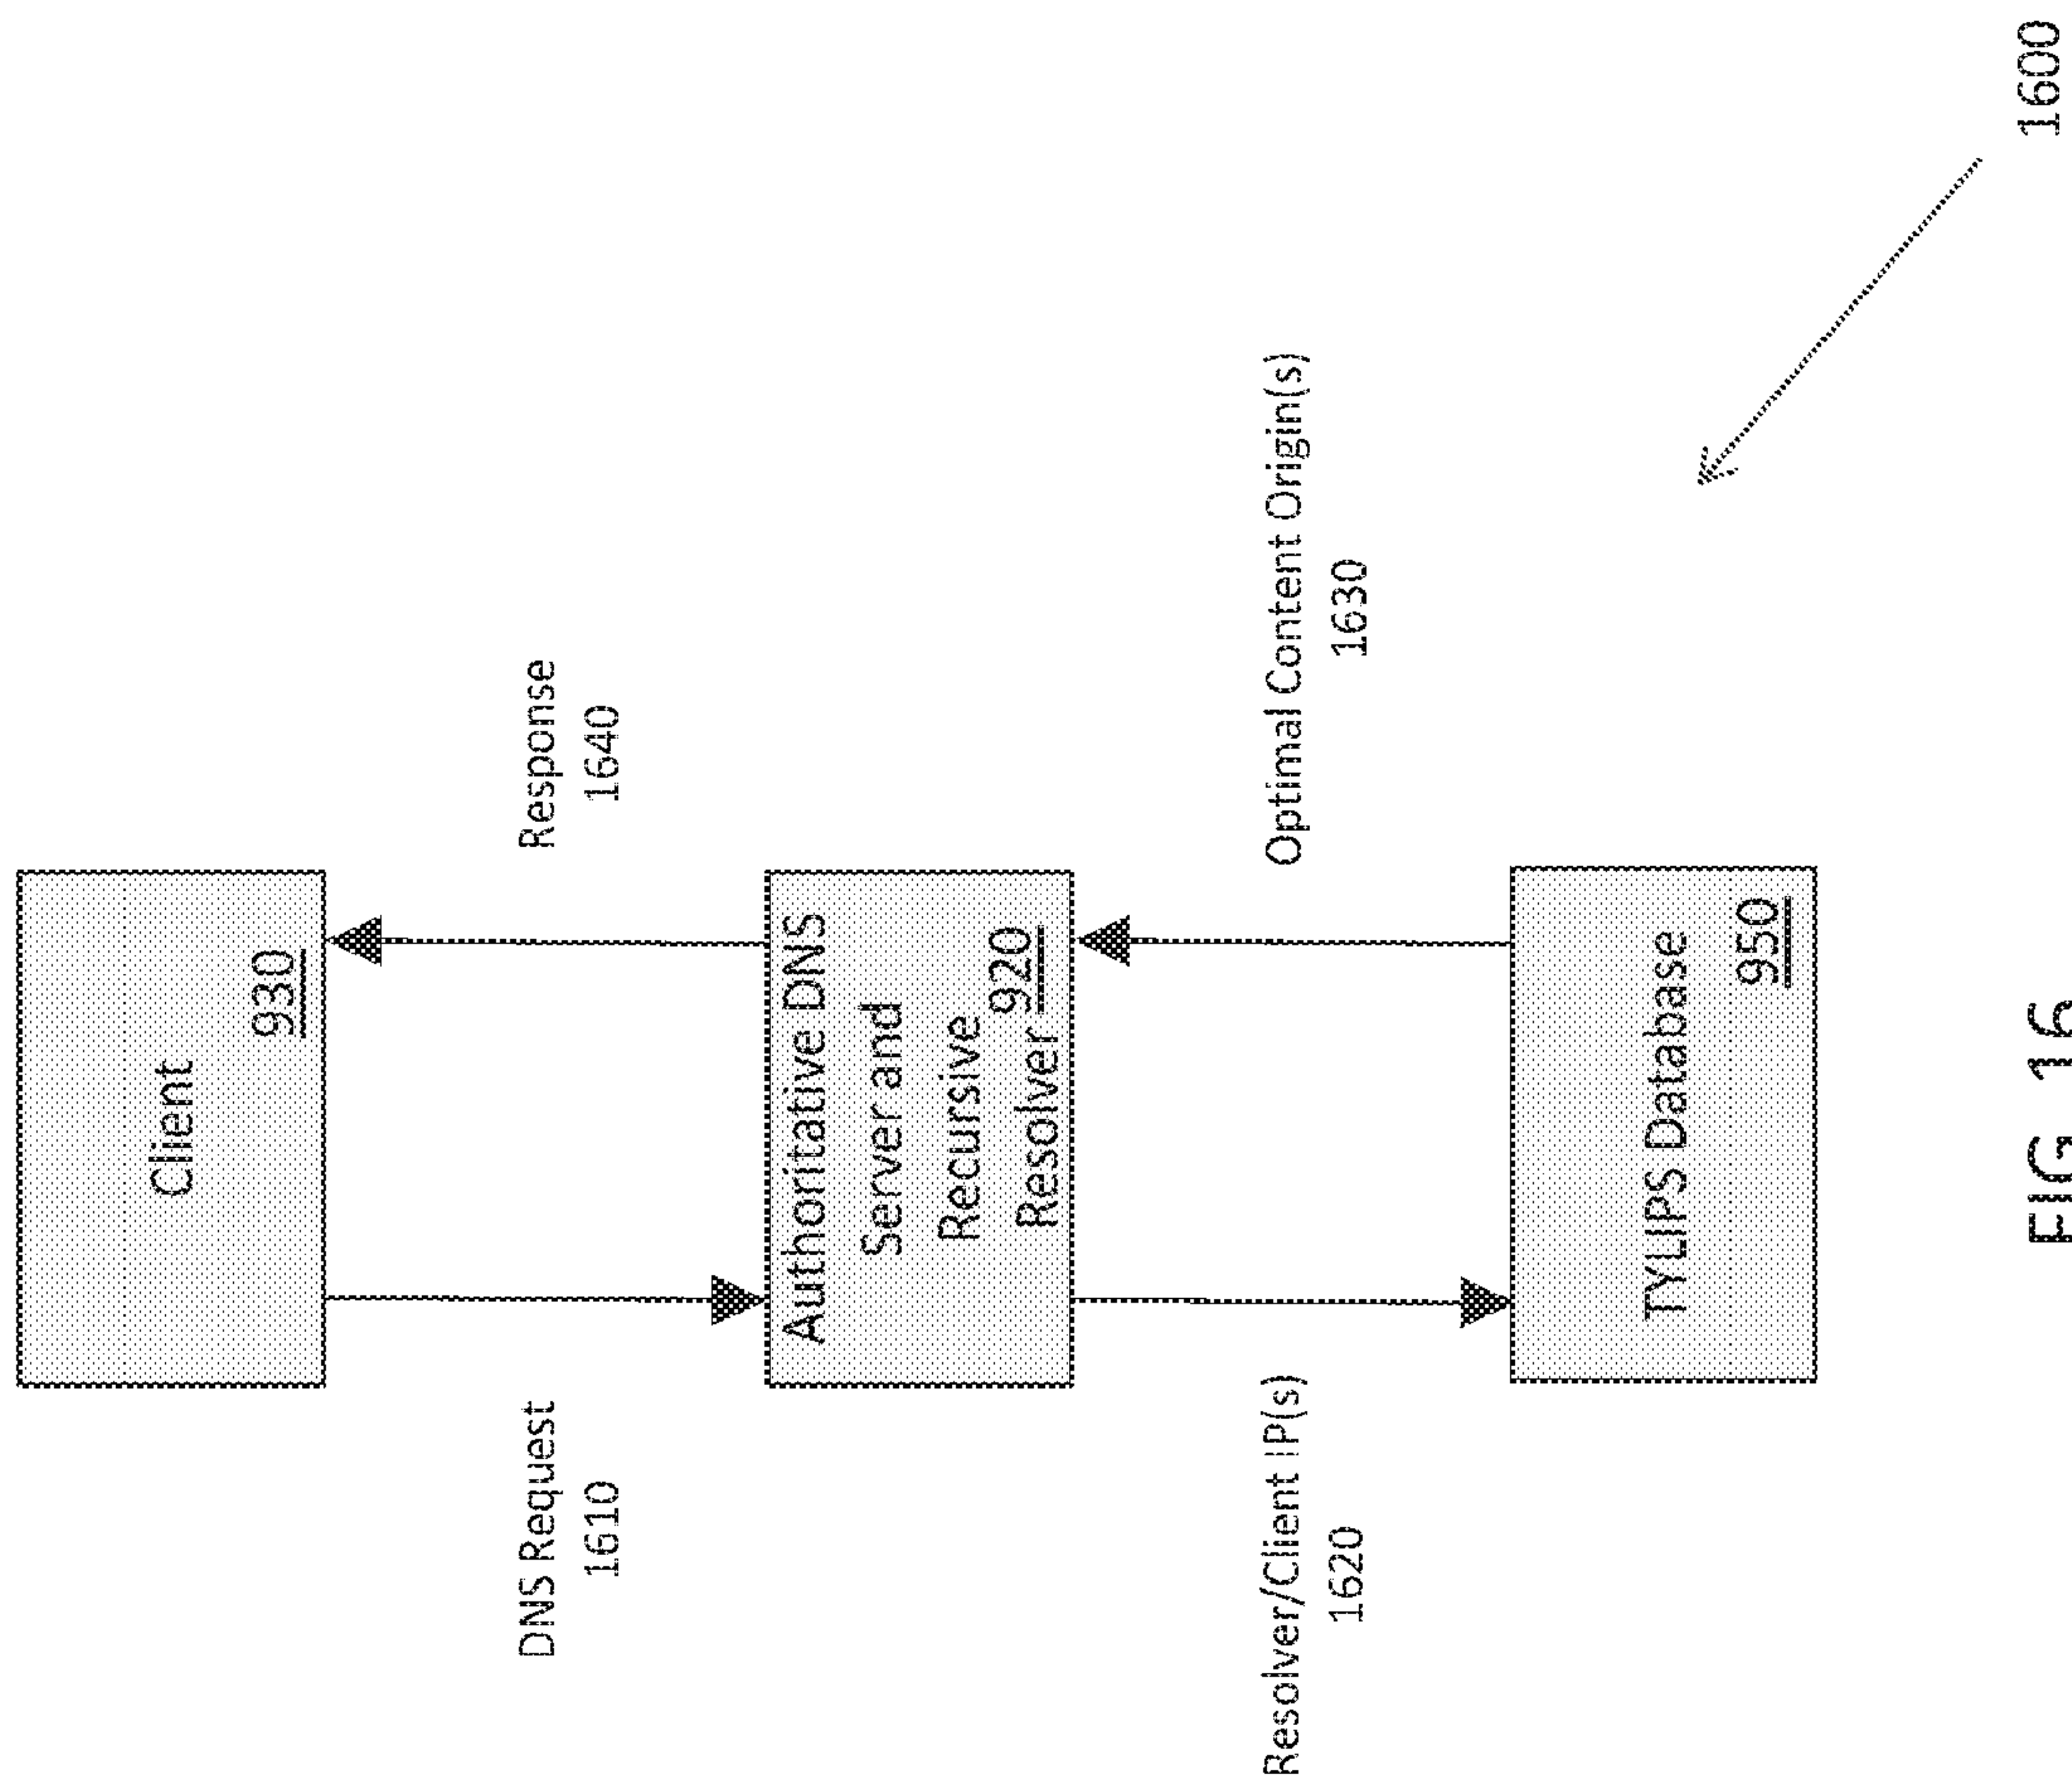 Client
930
DNS Request
1610
Response
1640
Authoritative DNS
Server and
Recursive
Resolver 920
Resolver/Client IP(s)
1620
Optimal Content Origin(s)
1630
TYLIPS Database
950
1600
FIG. 16